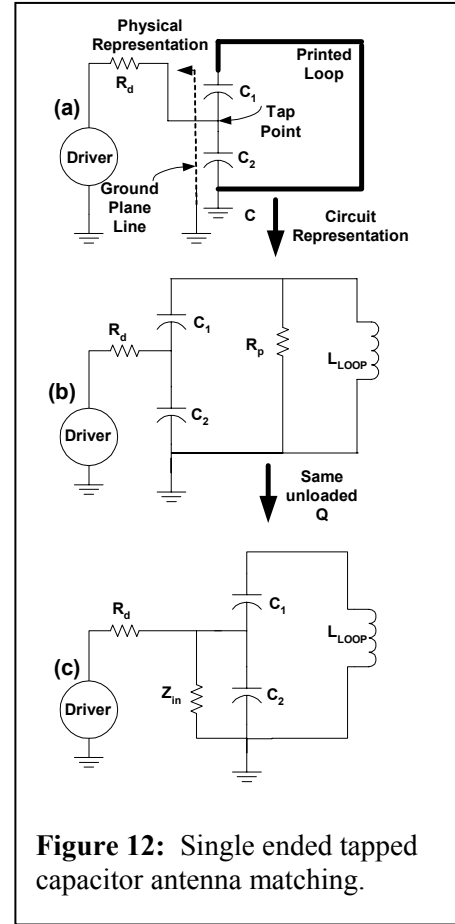 Physical
Representation
Printed
Loop
R_d
C_1
(a)
Tap
Point
Driver
C_2
Ground
Plane
Line
C
Circuit
Representation
C_1
R_d
R_p
L_LOOP
(b)
C_2
Driver
Same
unloaded
Q
R_d
C_1
L_LOOP
(c)
Z_in
C_2
Driver
Figure 12: Single ended tapped
capacitor antenna matching.